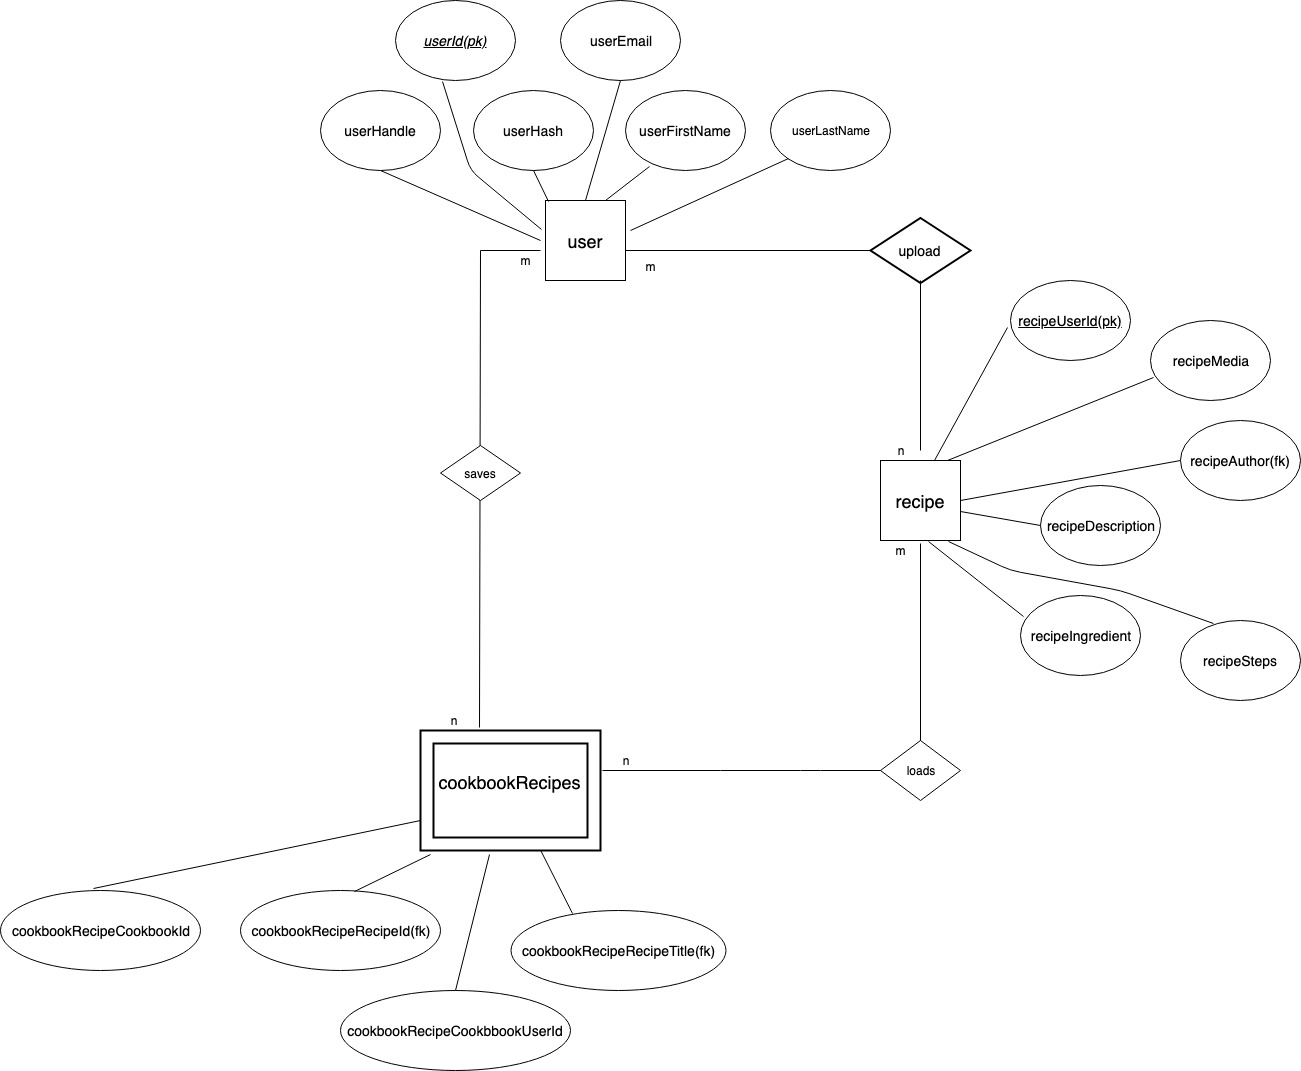 userId(pk)
userEmail
userHandle
userHash
userFirstName
userLastName
user
m
m
upload
recipeUserId(pk)
recipeMedia
n
recipeAuthor(fk)
saves
recipe
recipeDescription
m
recipeIngredient
recipeSteps
n
n
loads
cookbookRecipes
cookbookRecipeCookbookId
cookbookRecipeRecipeId(fk)
cookbookRecipeRecipeTitle(fk)
cookbookRecipeCookbbookUserId